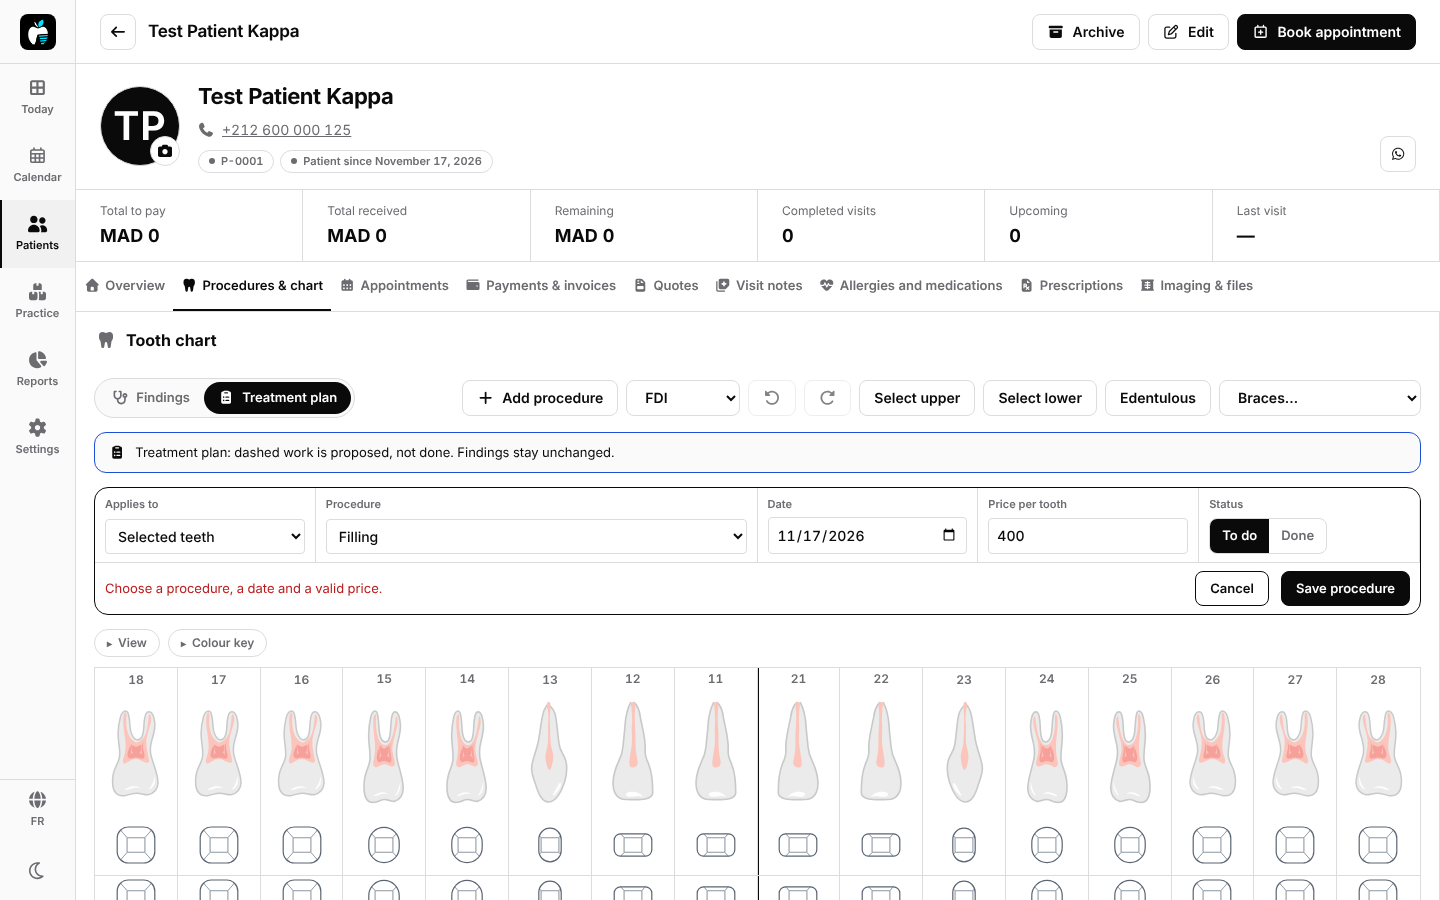 Test Patient Kappa
Archive
Edit
Book appointment
Today
Calendar
Patients
Practice
Reports
Settings
FR
TP
Test Patient Kappa
+212 600 000 125
P-0001
Patient since November 17, 2026
Total to pay
MAD 0
Total received
MAD 0
Remaining
MAD 0
Completed visits
0
Upcoming
0
Last visit
—
Overview
Procedures & chart
Appointments
Payments & invoices
Quotes
Visit notes
Allergies and medications
Prescriptions
Imaging & files
Tooth chart
Findings
Treatment plan
Add procedure
FDI
Select upper
Select lower
Edentulous
Braces...
Treatment plan: dashed work is proposed, not done. Findings stay unchanged.
Applies to
Selected teeth
Procedure
Filling
Date
11/17/2026
Price per tooth
400
Status
To do
Done
Choose a procedure, a date and a valid price.
Cancel
Save procedure
View
Colour key
18 17 16 15 14 13 12 11 21 22 23 24 25 26 27 28